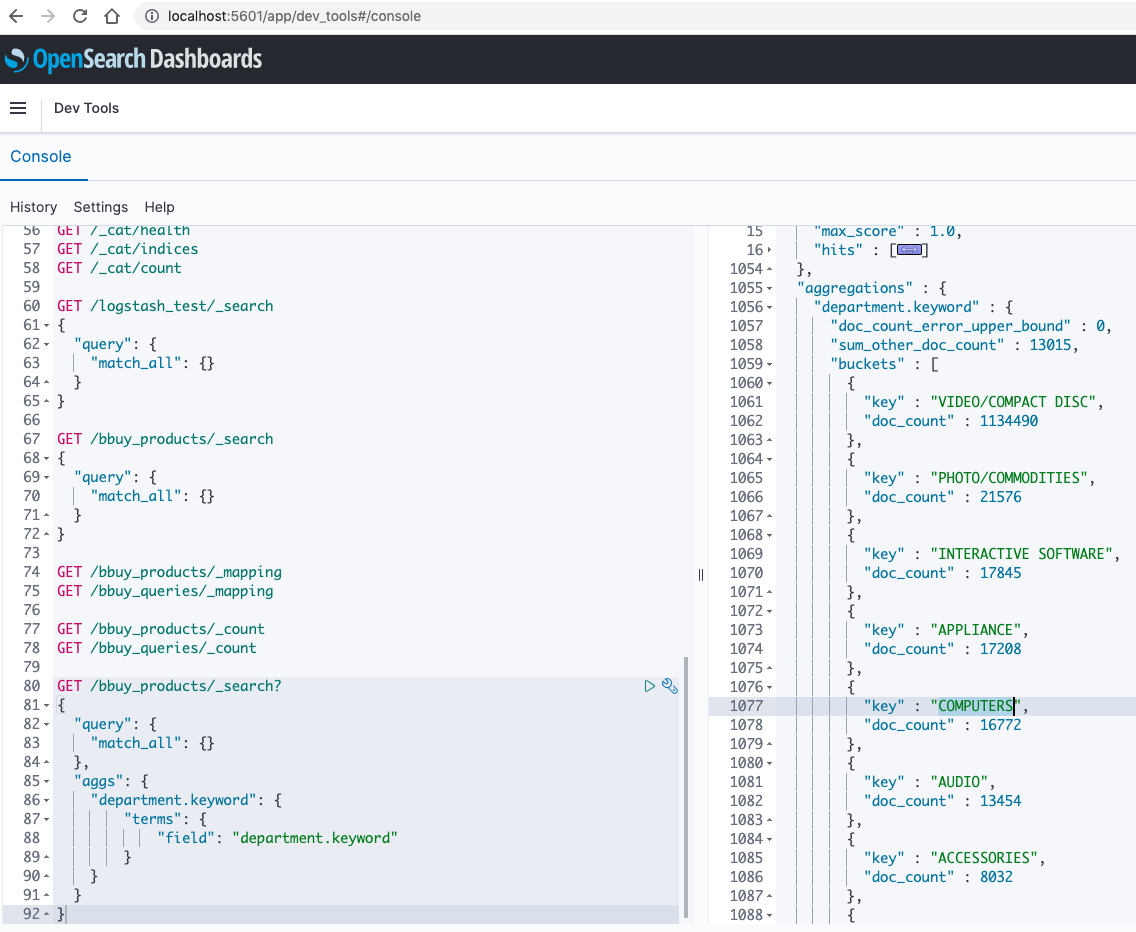 localhost:5601/app/dev_tools#/console
OpenSearch Dashboards
Dev Tools
Console
History Settings Help
56 GET /_cat/health
57 GET /_cat/indices
58 GET /_cat/count
59
60 GET /logstash_test/_search
61 {
62 "query": {
63 "match_all": {}
64 }
65 }
66
67 GET /bbuy_products/_search
68 {
69 "query": {
70 "match_all": {}
71 }
72 }
73
74 GET /bbuy_products/_mapping
75 GET /bbuy_queries/_mapping
76
77 GET /bbuy_products/_count
78 GET /bbuy_queries/_count
79
80 GET /bbuy_products/_search?
81 {
82 "query": {
83 "match_all": {}
84 },
85 "aggs": {
86 "department.keyword": {
87 "terms": {
88 "field": "department.keyword"
89 }
90 }
91 }
92 }
15 "max_score" : 1.0,
16 "hits" : [ ]
1054 },
1055 "aggregations" : {
1056 "department.keyword" : {
1057 "doc_count_error_upper_bound" : 0,
1058 "sum_other_doc_count" : 13015,
1059 "buckets" : [
1060 {
1061 "key" : "VIDEO/COMPACT DISC",
1062 "doc_count" : 1134490
1063 },
1064 {
1065 "key" : "PHOTO/COMMODITIES",
1066 "doc_count" : 21576
1067 },
1068 {
1069 "key" : "INTERACTIVE SOFTWARE",
1070 "doc_count" : 17845
1071 },
1072 {
1073 "key" : "APPLIANCE",
1074 "doc_count" : 17208
1075 },
1076 {
1077 "key" : "COMPUTERS",
1078 "doc_count" : 16772
1079 },
1080 {
1081 "key" : "AUDIO",
1082 "doc_count" : 13454
1083 },
1084 {
1085 "key" : "ACCESSORIES",
1086 "doc_count" : 8032
1087 },
1088 {